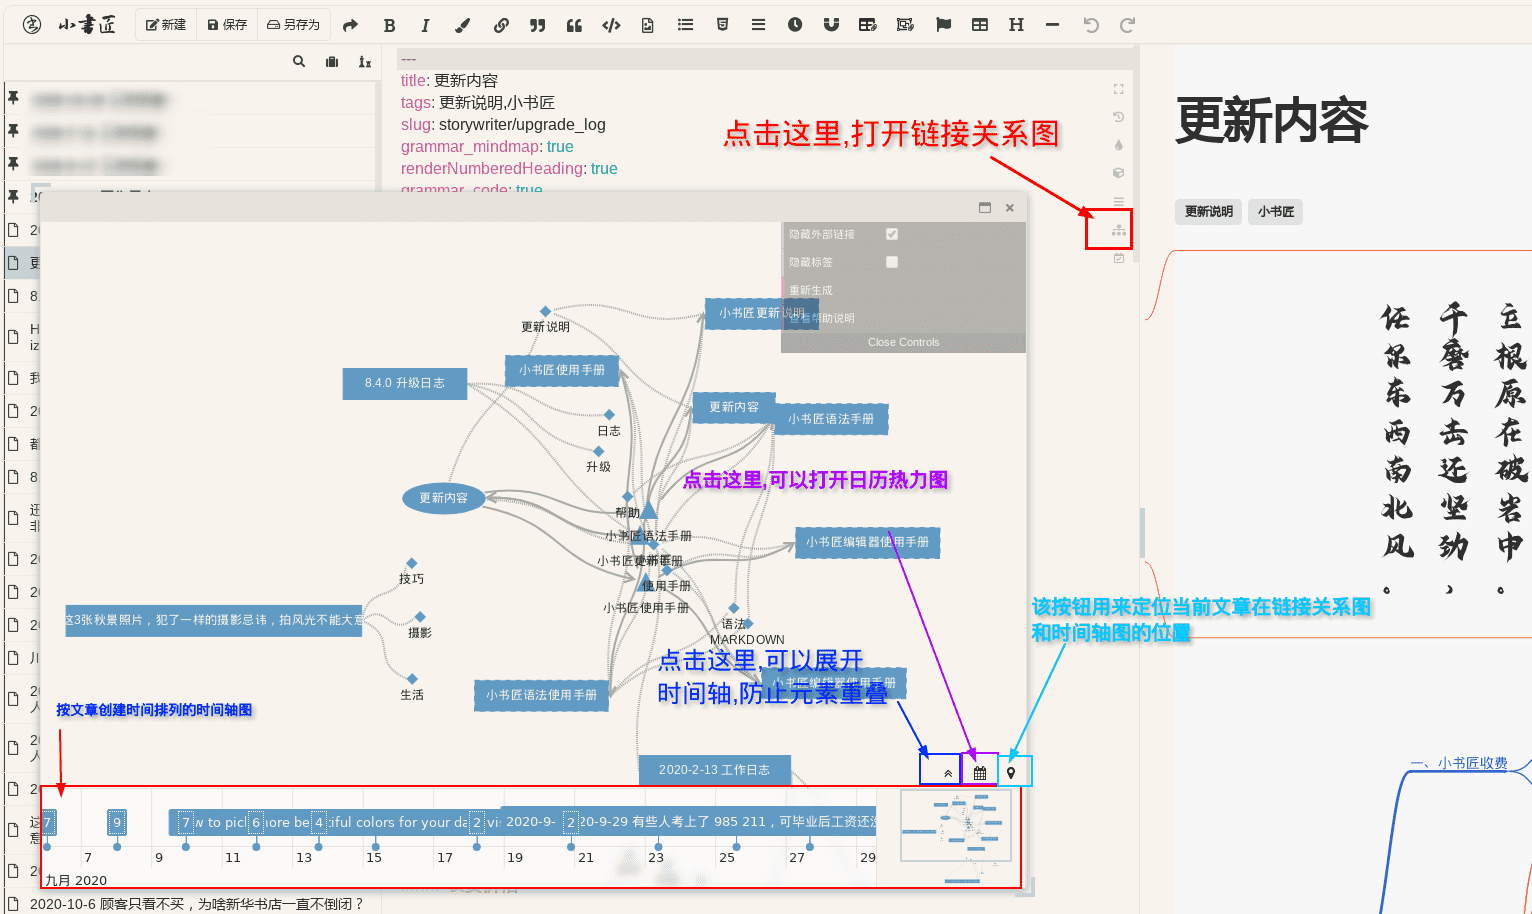 小書匠
新建
保存
另存为
---
title: 更新内容
tags: 更新说明,小书匠
slug: storywriter/upgrade_log
grammar_mindmap: true
renderNumberedHeading: true
grammar_code: true
点击这里,打开链接关系图
更新内容
更新说明
小书匠
隐藏外部链接
隐藏标签
重新生成
查看帮助说明
Close Controls
更新说明
小书匠更新说明
小书匠使用手册
8.4.0 升级日志
更新内容
小书匠语法手册
日志
升级
点击这里,可以打开日历热力图
更新内容
帮助
小书匠语法手册
小书匠编辑器使用手册
使用手册
小书匠使用手册
技巧
这3张秋景照片，犯了一样的摄影忌讳，拍风光不能大意
摄影
语法
MARKDOWN
点击这里,可以展开
时间轴,防止元素重叠
小书匠编辑器使用手册
生活
小书匠语法使用手册
按文章创建时间排列的时间轴图
该按钮用来定位当前文章在链接关系图
和时间轴图的位置
2020-2-13 工作日志
一、小书匠收费
立根原在破岩中
千磨万击还坚劲，
任尔东西南北风。
7
9
7
w to pick
6
ore be
4
tiful colors for your da
2
vi
2020-9-
2
20-9-29 有些人考上了 985 211，可毕业后工资还没
7
9
11
13
15
17
19
21
23
25
27
29
九月 2020
2020-10-6 顾客只看不买，为啥新华书店一直不倒闭？